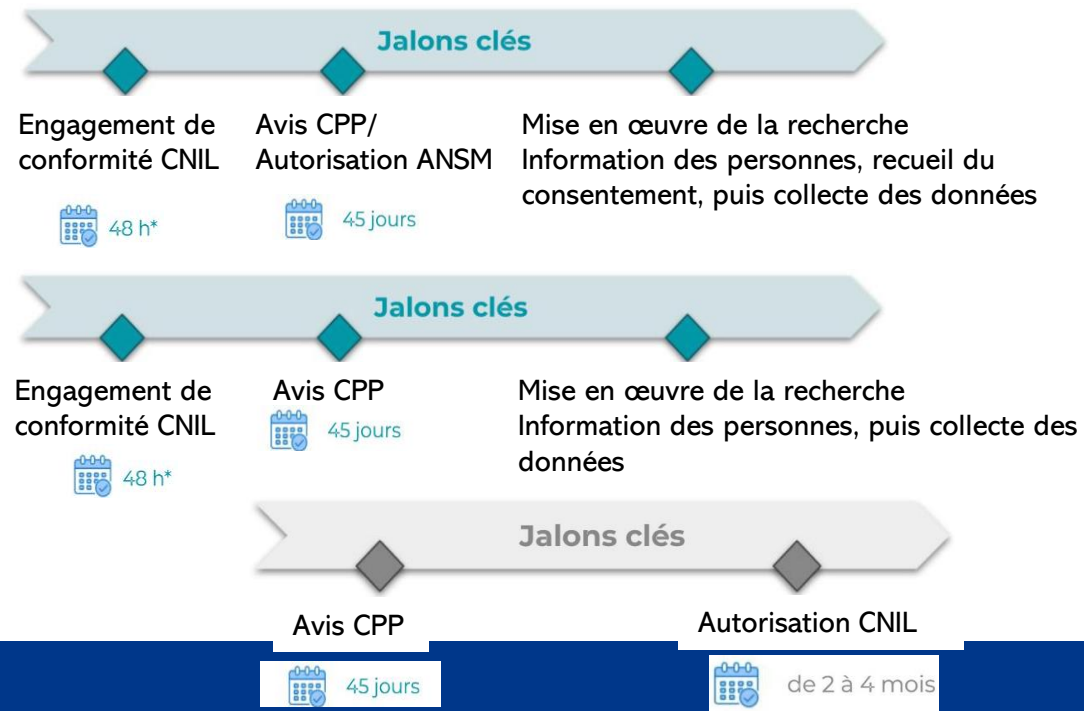 Jalons clés
Engagement de
conformité CNIL
48 h*
Avis CPP/
Autorisation ANSM
45 jours
Mise en œuvre de la recherche
Information des personnes, recueil du
consentement, puis collecte des données
Jalons clés
Engagement de
conformité CNIL
48 h*
Avis CPP
45 jours
Mise en œuvre de la recherche
Information des personnes, puis collecte des
données
Jalons clés
Avis CPP
45 jours
Autorisation CNIL
de 2 à 4 mois